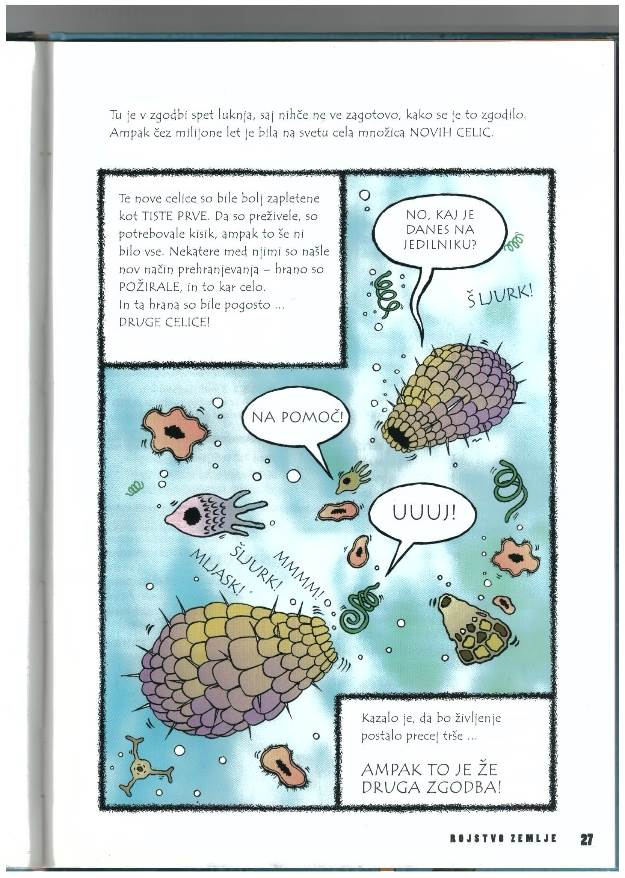 Tu je v zgodbi spet luknja, saj nihče ne ve zagotovo, kako se je to zgodilo.
Ampak čez milijone let je bila na svetu cela množica NOVIH CELIC.
Te nove celice so bile bolj zapletene
kot TISTE PRVE. Da so preživele, so
potrebovale kisik, ampak to še ni
bilo vse. Nekatere med njimi so našle
nov način prehranjevanja – hrano so
POŽIRALE, in to kar celo.
In ta hrana so bile pogosto ...
DRUGE CELICE!
NO, KAJ JE
DANES NA
JEDILNIKU?
ŠLJURK!
NA POMOČ!
UUUJ!
MLJASK!
ŠLJURK!
MMMM!
Kazalo je, da bo življenje
postalo precej trše ...
AMPAK TO JE ŽE
DRUGA ZGODBA!
ROJSTVO ZEMLJE 27